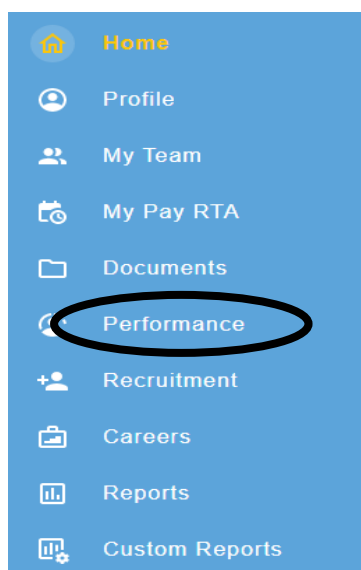 Home
Profile
My Team
My Pay RTA
Documents
Performance
Recruitment
Careers
Reports
Custom Reports